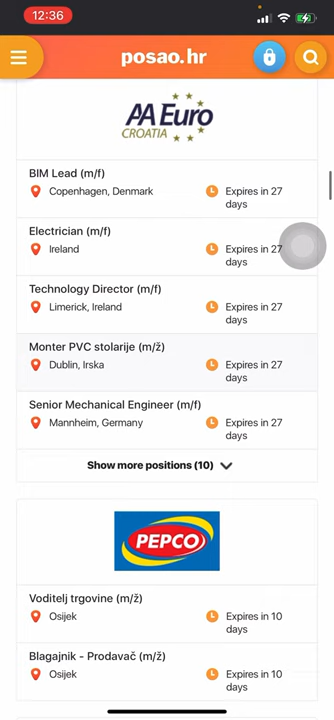 12:36
posao.hr
AA Euro
CROATIA
BIM Lead (m/f)
Copenhagen, Denmark
Expires in 27
days
Electrician (m/f)
Ireland
Expires in 27
days
Technology Director (m/f)
Limerick, Ireland
Expires in 27
days
Monter PVC stolarije (m/ž)
Dublin, Irska
Expires in 27
days
Senior Mechanical Engineer (m/f)
Mannheim, Germany
Expires in 27
days
Show more positions (10)
PEPCO
Voditelj trgovine (m/ž)
Osijek
Expires in 10
days
Blagajnik - Prodavač (m/ž)
Osijek
Expires in 10
days